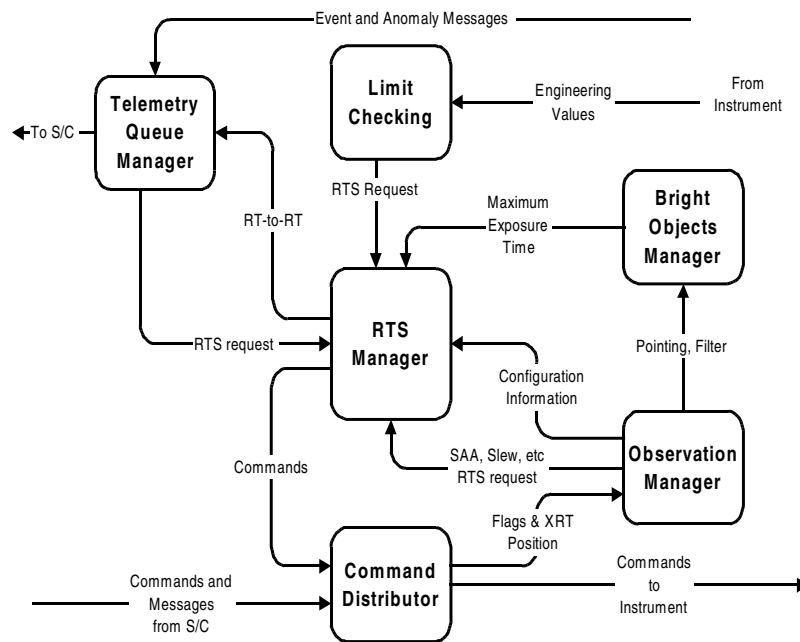 Event and Anomaly Messages
Telemetry
Queue
Manager
To S/C
Limit
Checking
Engineering
Values
From
Instrument
RTS Request
RT-to-RT
Maximum
Exposure
Time
Bright
Objects
Manager
RTS request
RTS
Manager
Pointing, Filter
Configuration
Information
Commands
SAA, Slew, etc
RTS request
Observation
Manager
Flags & XRT
Position
Commands and
Messages
from S/C
Command
Distributor
Commands
to
Instrument